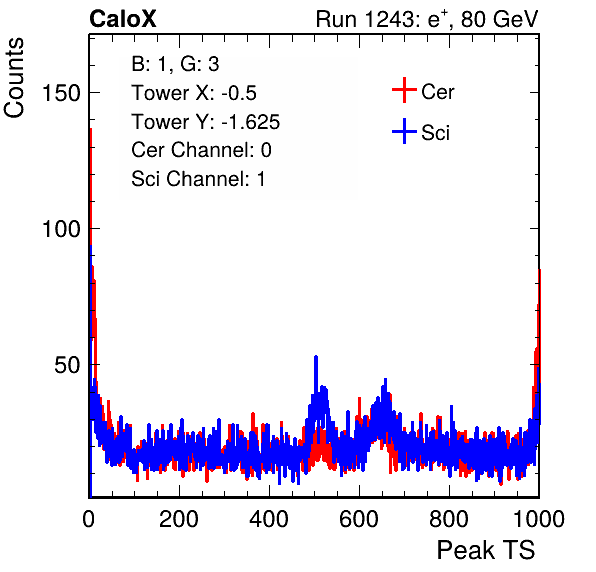 CaloX
Run 1243: e⁺, 80 GeV
Counts
B: 1, G: 3
Tower X: -0.5
Tower Y: -1.625
Cer Channel: 0
Sci Channel: 1
Cer
Sci
150
100
50
0 200 400 600 800 1000
Peak TS